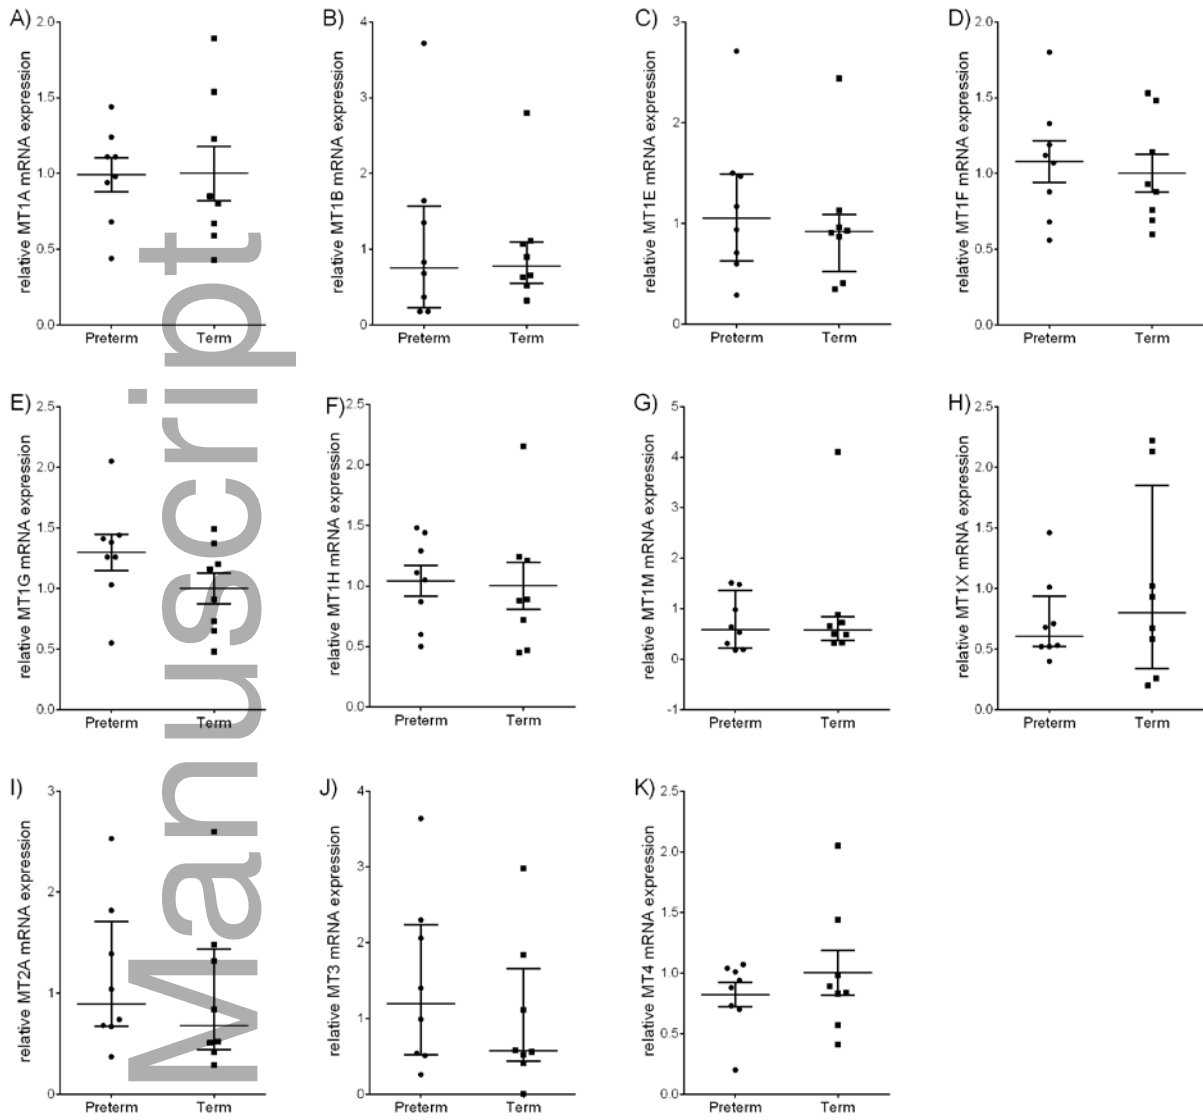 A)
relative MT1A mRNA expression
2.0
1.5
1.0
0.5
0.0
Preterm Term
B)
relative MT1B mRNA expression
4
3
2
1
0
Preterm Term
C)
relative MT1E mRNA expression
3
2
1
0
Preterm Term
D)
relative MT1F mRNA expression
2.0
1.5
1.0
0.5
0.0
Preterm Term
E)
relative MT1G mRNA expression
2.5
2.0
1.5
1.0
0.5
0.0
Preterm Term
F)
relative MT1H mRNA expression
2.5
2.0
1.5
1.0
0.5
0.0
Preterm Term
G)
relative MT1M mRNA expression
5
4
3
2
1
0
-1
Preterm Term
H)
relative MT1X mRNA expression
2.5
2.0
1.5
1.0
0.5
0.0
Preterm Term
I)
relative MT2A mRNA expression
3
2
1
0
Preterm Term
J)
relative MT3 mRNA expression
4
3
2
1
0
Preterm Term
K)
relative MT4 mRNA expression
2.5
2.0
1.5
1.0
0.5
0.0
Preterm Term
Manuscript